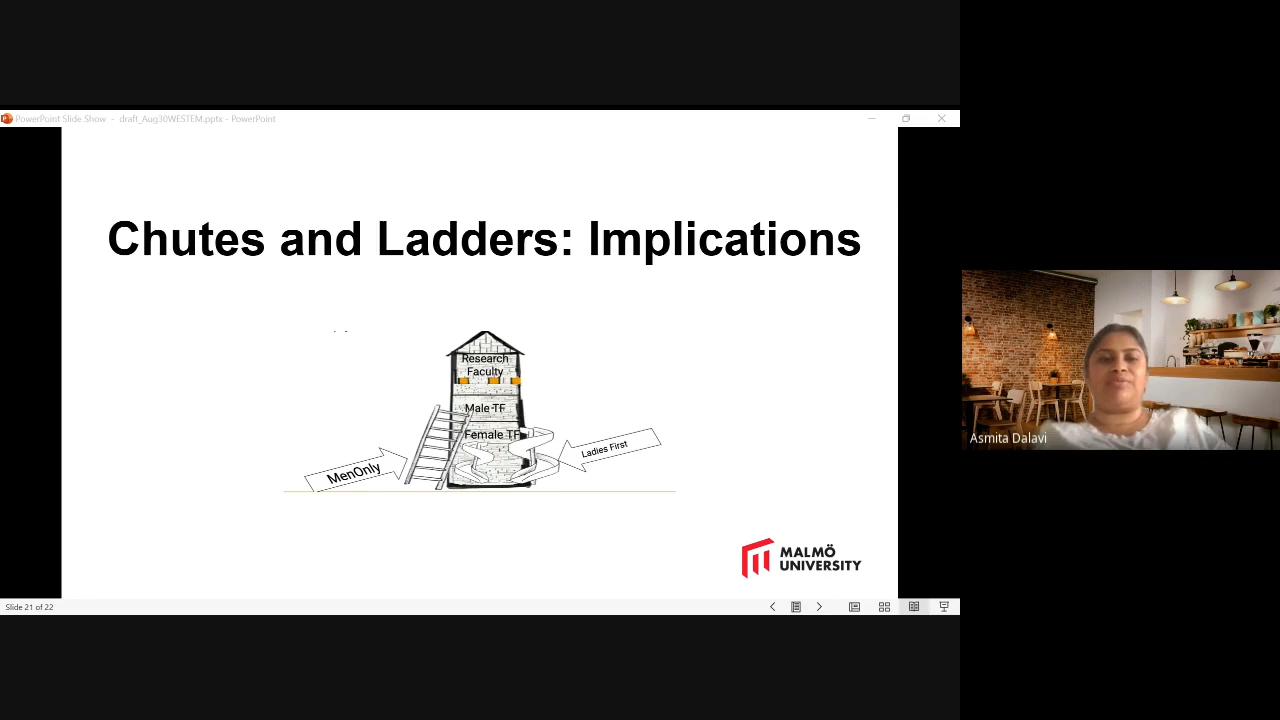 PowerPoint Slide Show - draft_Aug30WESTEM.pptx - PowerPoint
Chutes and Ladders: Implications
Research
Faculty
Male TF
Female TF
MenOnly
Ladies First
MALMÖ
UNIVERSITY
Asmita Dalavi
Slide 21 of 22